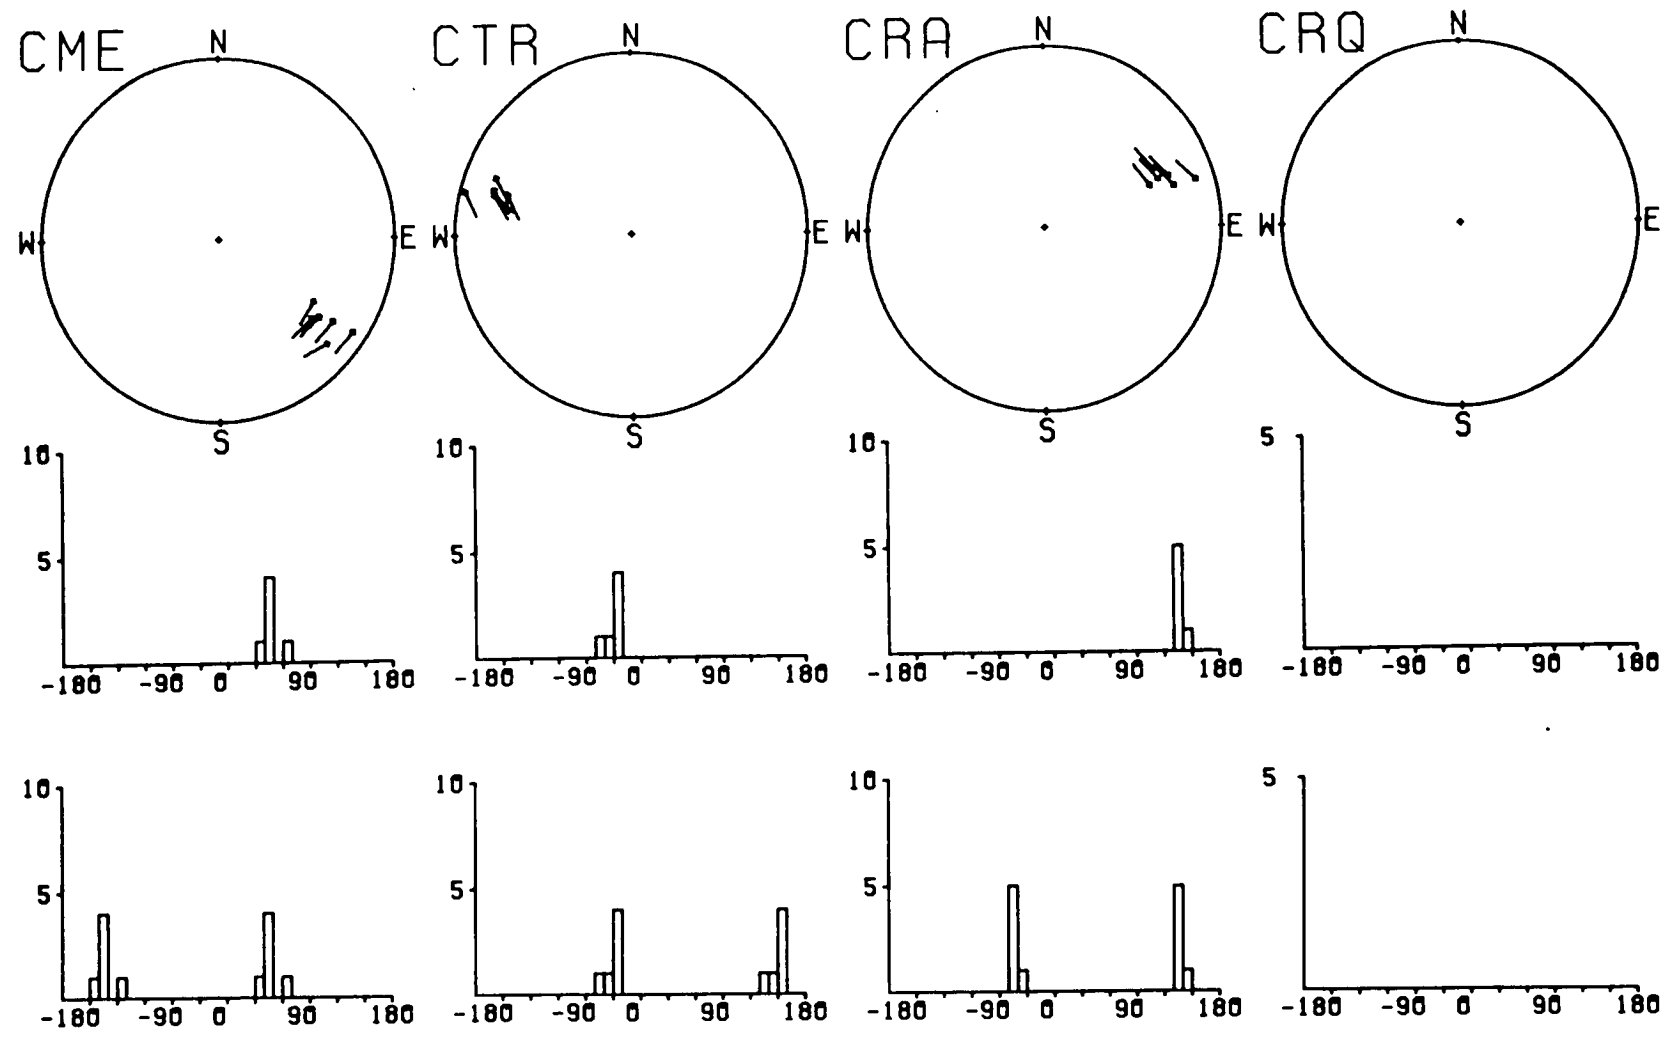 CME CTR CRA CRQ
N N N N
W E W E W E W E
S S S S
10 10 10 5
5 5 5
-180 -90 0 90 180 -180 -90 0 90 180 -180 -90 0 90 180 -180 -90 0 90 180
10 10 10 5
5 5 5
-180 -90 0 90 180 -180 -90 0 90 180 -180 -90 0 90 180 -180 -90 0 90 180